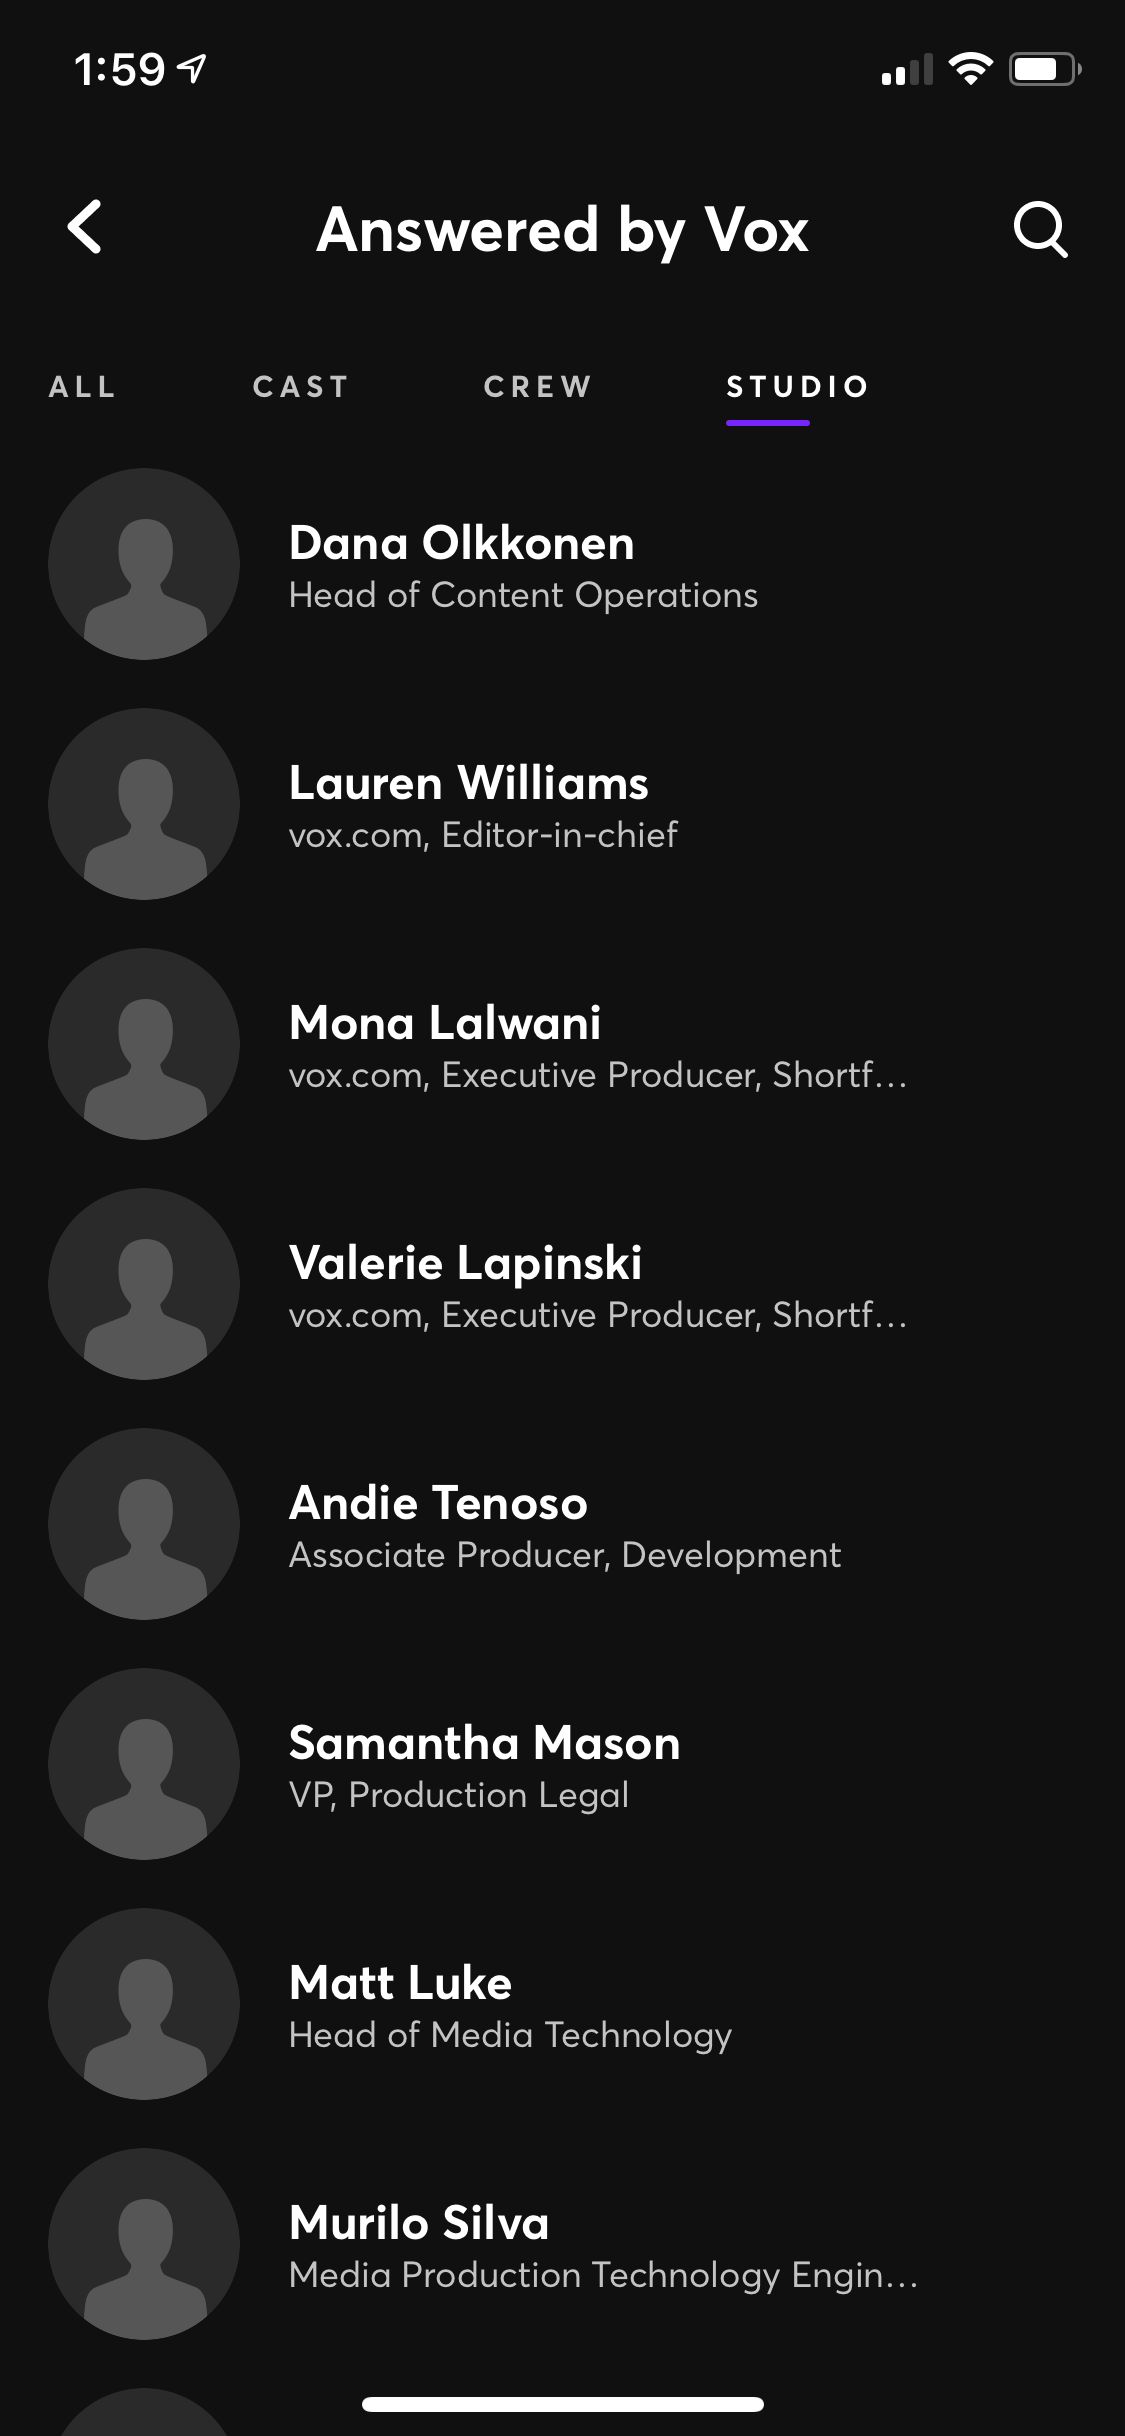 1:59
Answered by Vox
ALL CAST CREW STUDIO
Dana Olkkonen
Head of Content Operations
Lauren Williams
vox.com, Editor-in-chief
Mona Lalwani
vox.com, Executive Producer, Shortf...
Valerie Lapinski
vox.com, Executive Producer, Shortf...
Andie Tenoso
Associate Producer, Development
Samantha Mason
VP, Production Legal
Matt Luke
Head of Media Technology
Murilo Silva
Media Production Technology Engin...